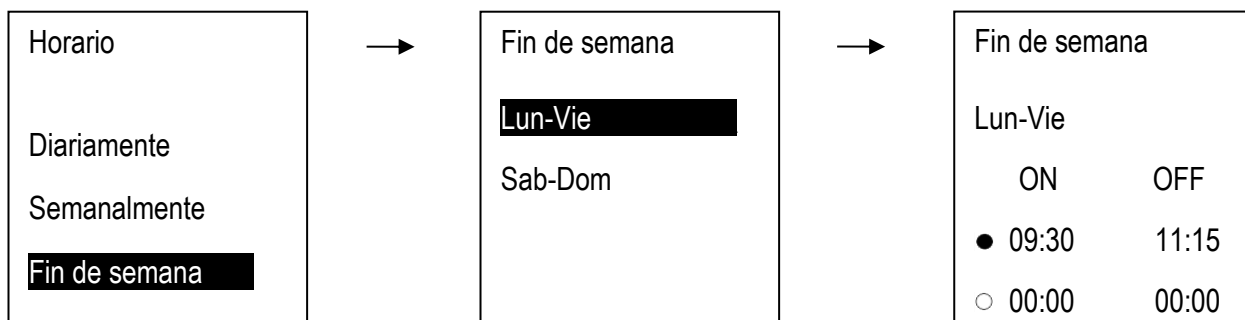 Horario
Diariamente
Semanalmente
Fin de semana
Fin de semana
Lun-Vie
Sab-Dom
Fin de semana
Lun-Vie
ON OFF
● 09:30 11:15
○ 00:00 00:00